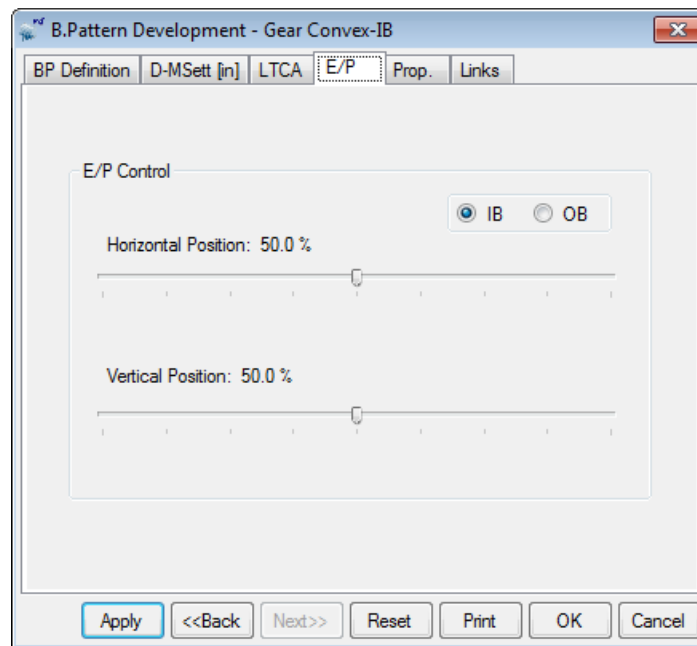 B.Pattern Development - Gear Convex-IB
BP Definition D-MSett [in] LTCA E/P Prop. Links
E/P Control
IB OB
Horizontal Position: 50.0 %
Vertical Position: 50.0 %
Apply <<Back Next>> Reset Print OK Cancel